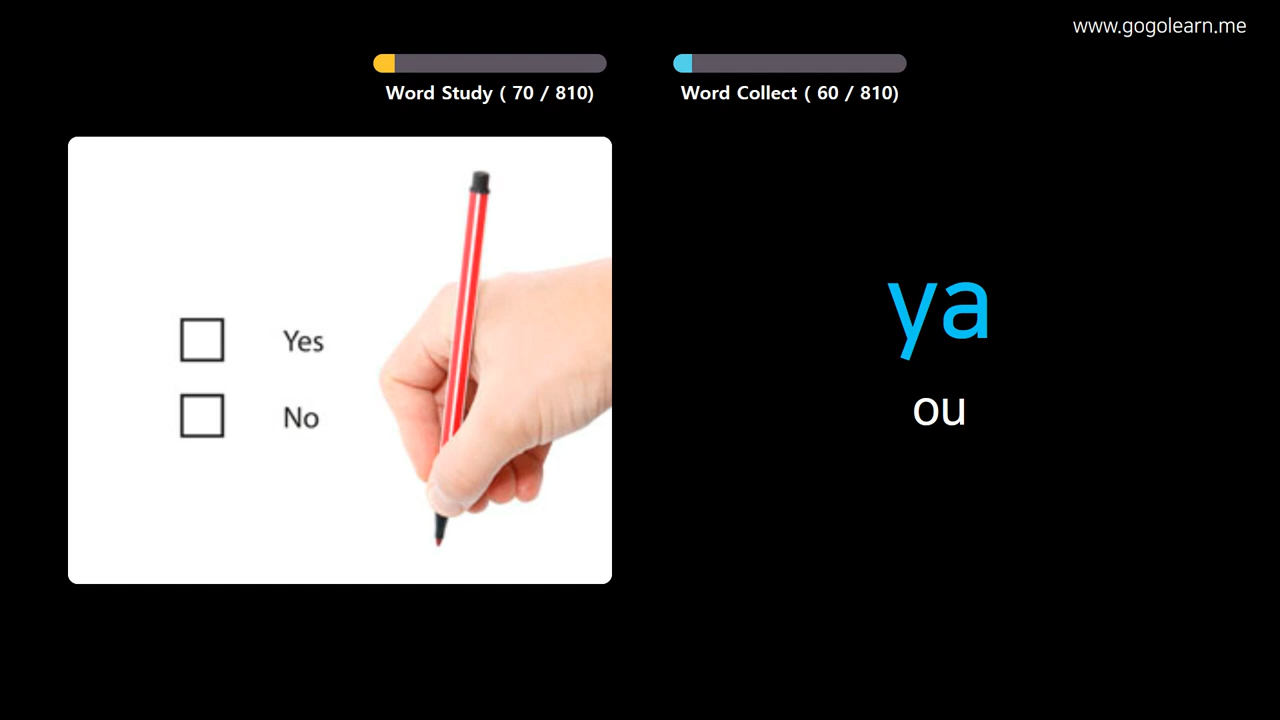 www.gogolearn.me
Word Study ( 70 / 810)
Word Collect ( 60 / 810)
Yes
No
ya
ou